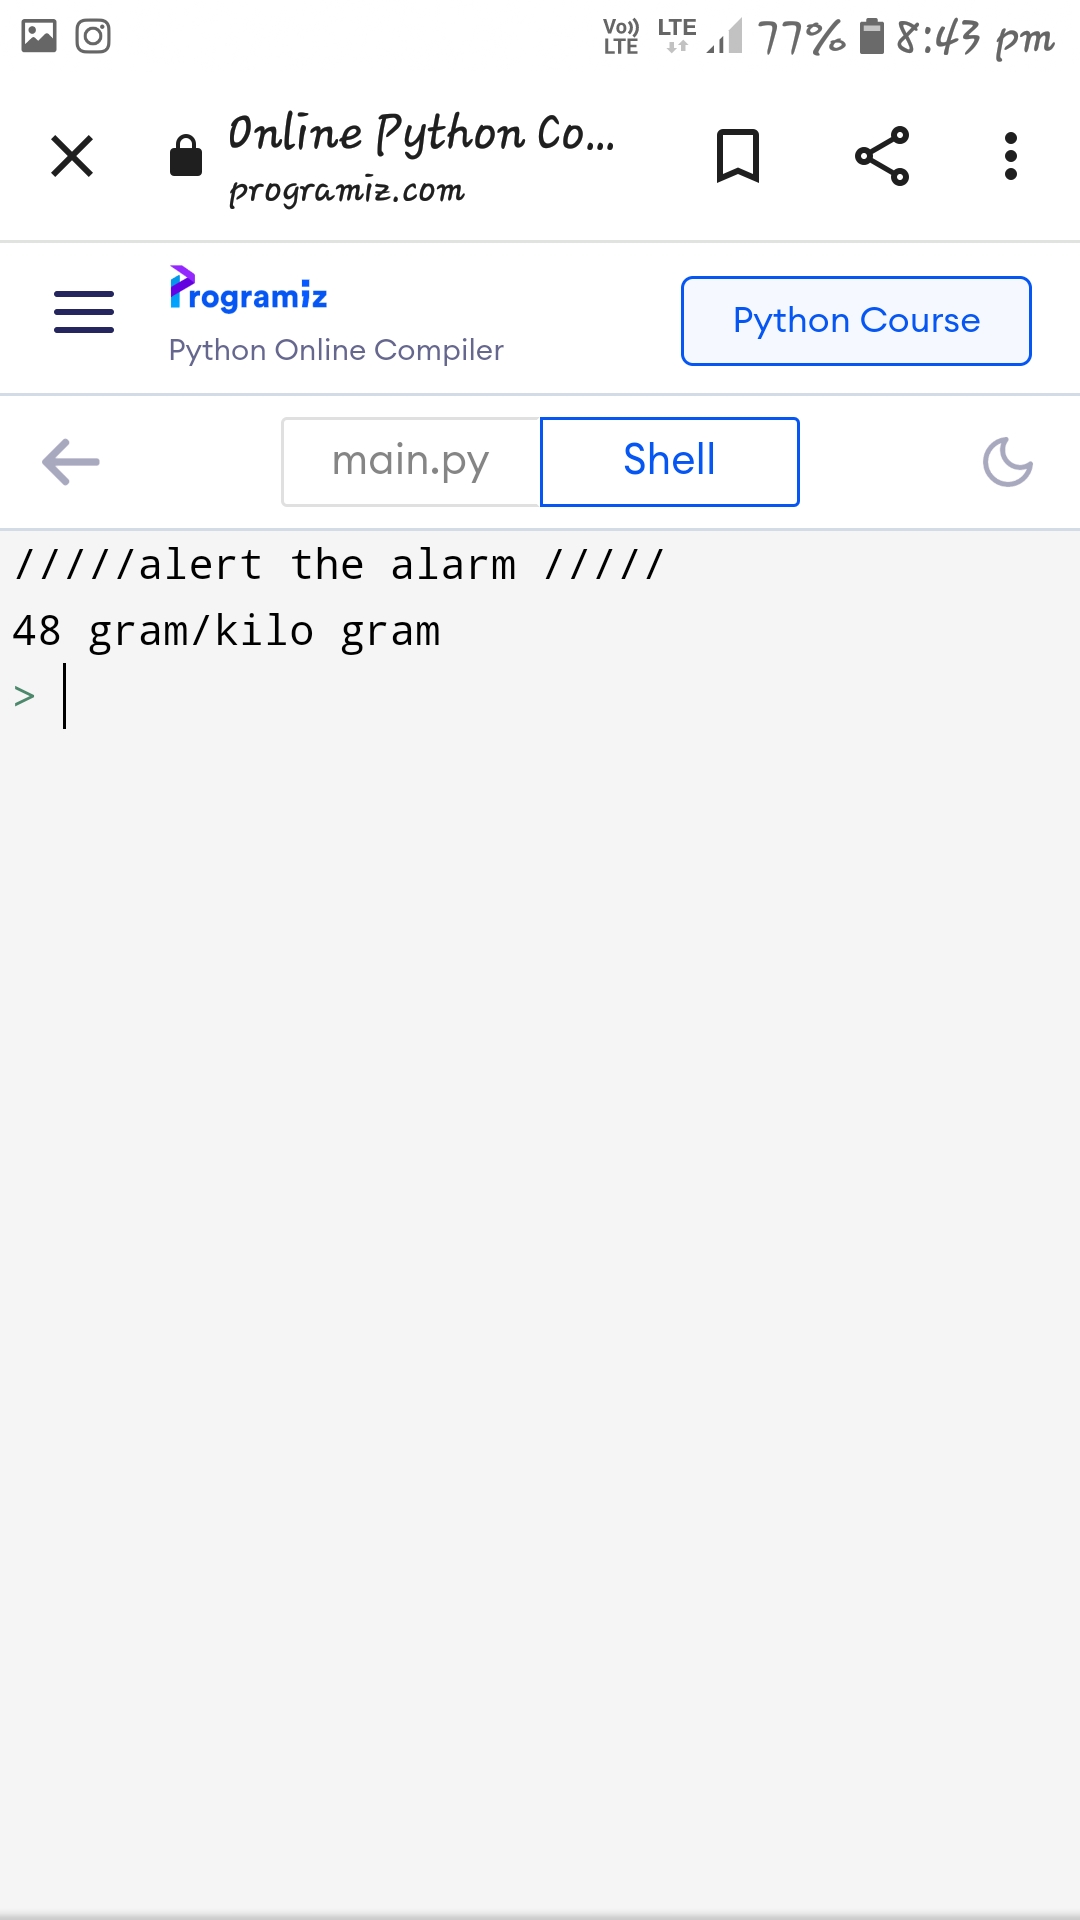 Vo)) LTE LTE 77% 8:43 pm
Online Python Co...
programiz.com
Programiz
Python Online Compiler
Python Course
main.py Shell
/////alert the alarm /////
48 gram/kilo gram
>